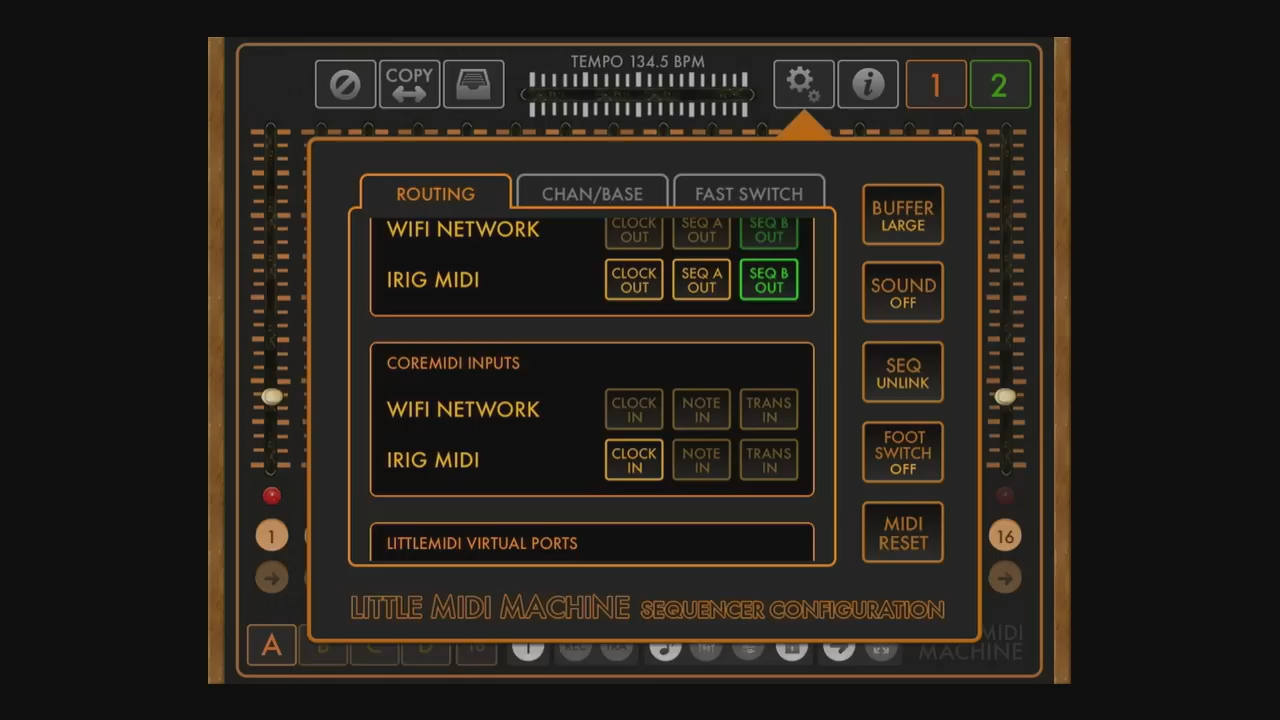 COPY
TEMPO 134.5 BPM
i
1
2
ROUTING
CHAN/BASE
FAST SWITCH
WIFI NETWORK
CLOCK
OUT
SEQ A
OUT
SEQ B
OUT
IRIG MIDI
CLOCK
OUT
SEQ A
OUT
SEQ B
OUT
COREMIDI INPUTS
WIFI NETWORK
CLOCK
IN
NOTE
IN
TRANS
IN
IRIG MIDI
CLOCK
IN
NOTE
IN
TRANS
IN
LITTLEMIDI VIRTUAL PORTS
BUFFER
LARGE
SOUND
OFF
SEQ
UNLINK
FOOT
SWITCH
OFF
MIDI
RESET
LITTLE MIDI MACHINE SEQUENCER CONFIGURATION
1
16
A
MIDI
MACHINE